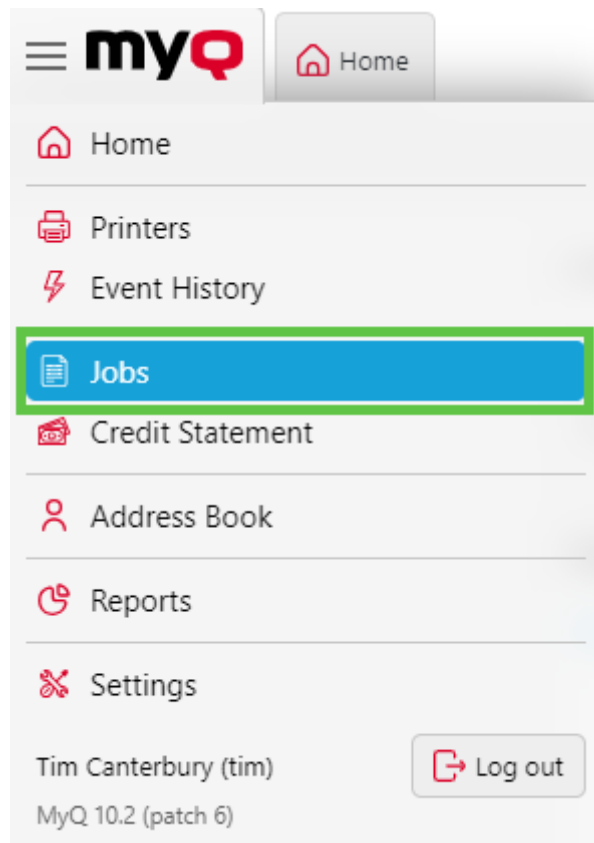 myQ
Home
Home
Printers
Event History
Jobs
Credit Statement
Address Book
Reports
Settings
Tim Canterbury (tim)
Log out
MyQ 10.2 (patch 6)